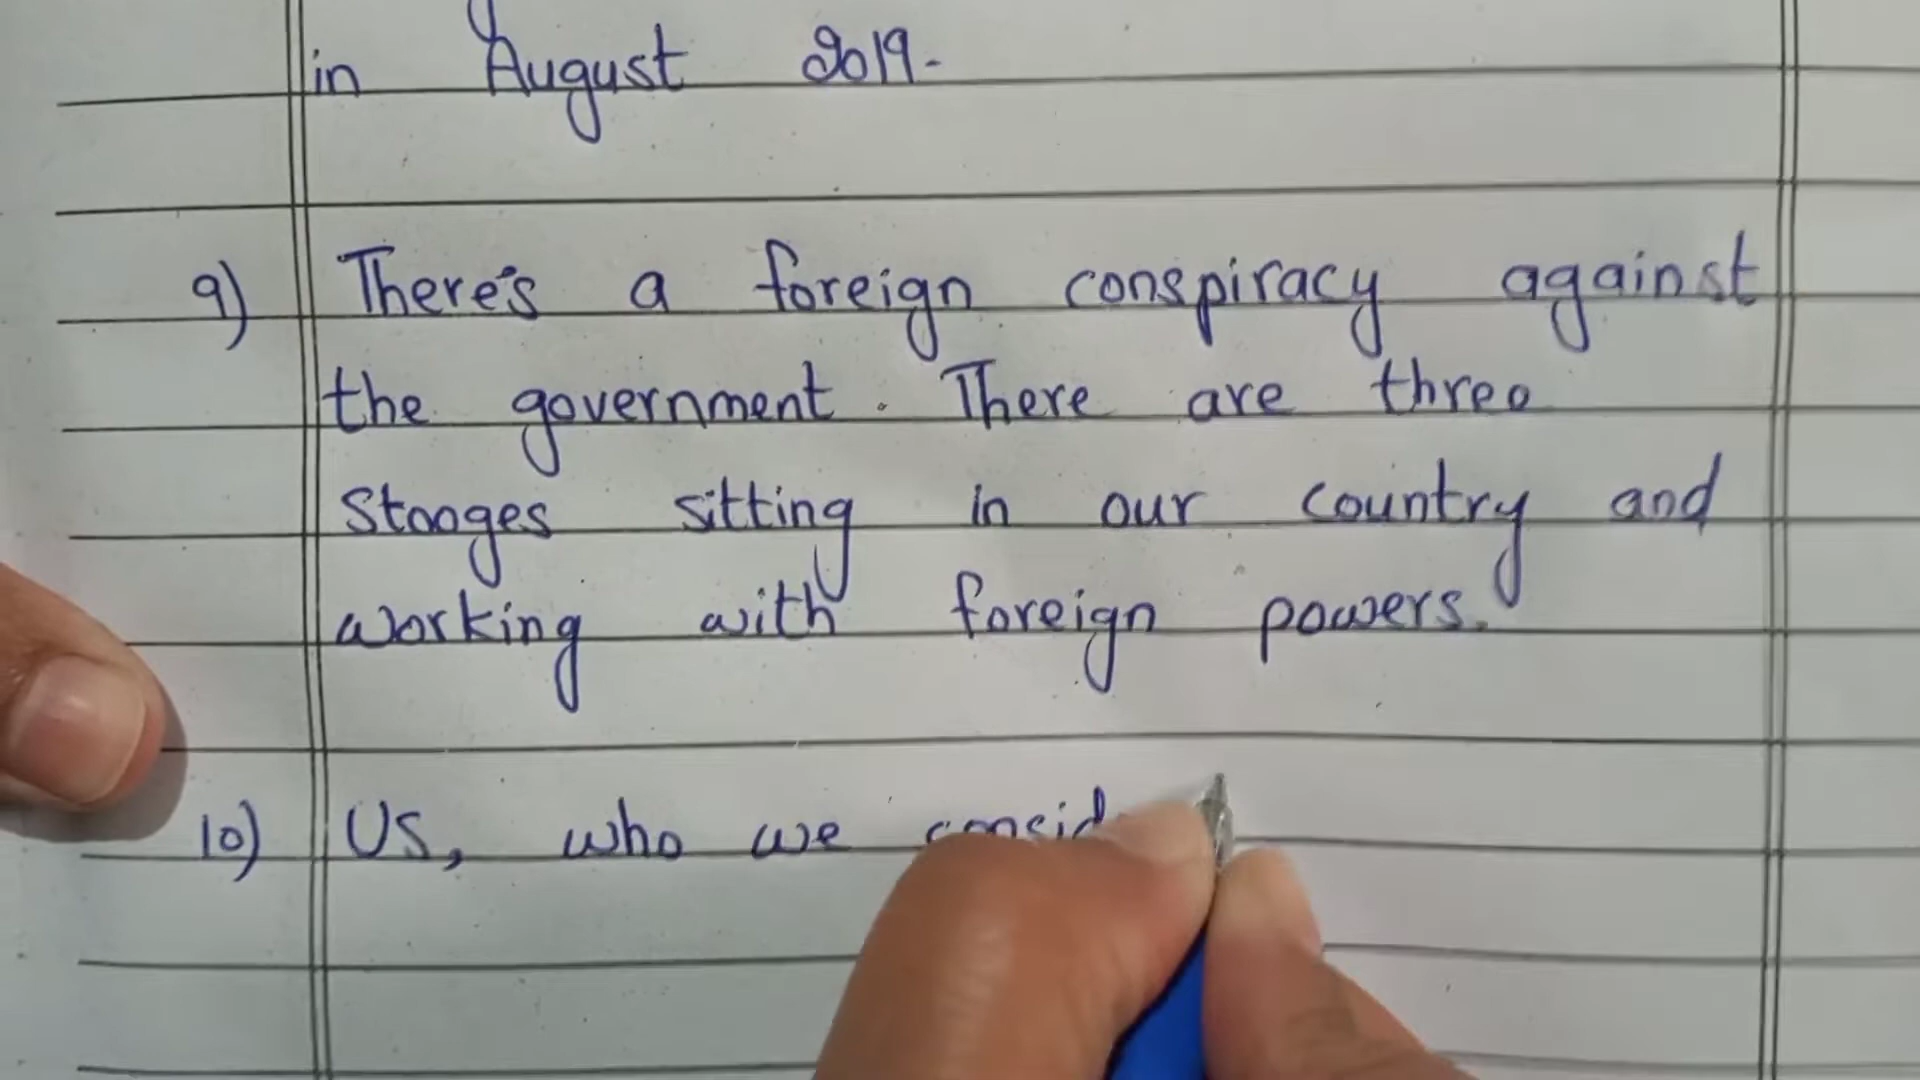 in August 2019.
9) There's a foreign conspiracy against
the government. There are three
stooges sitting in our country and
working with foreign powers.
10) US, who we